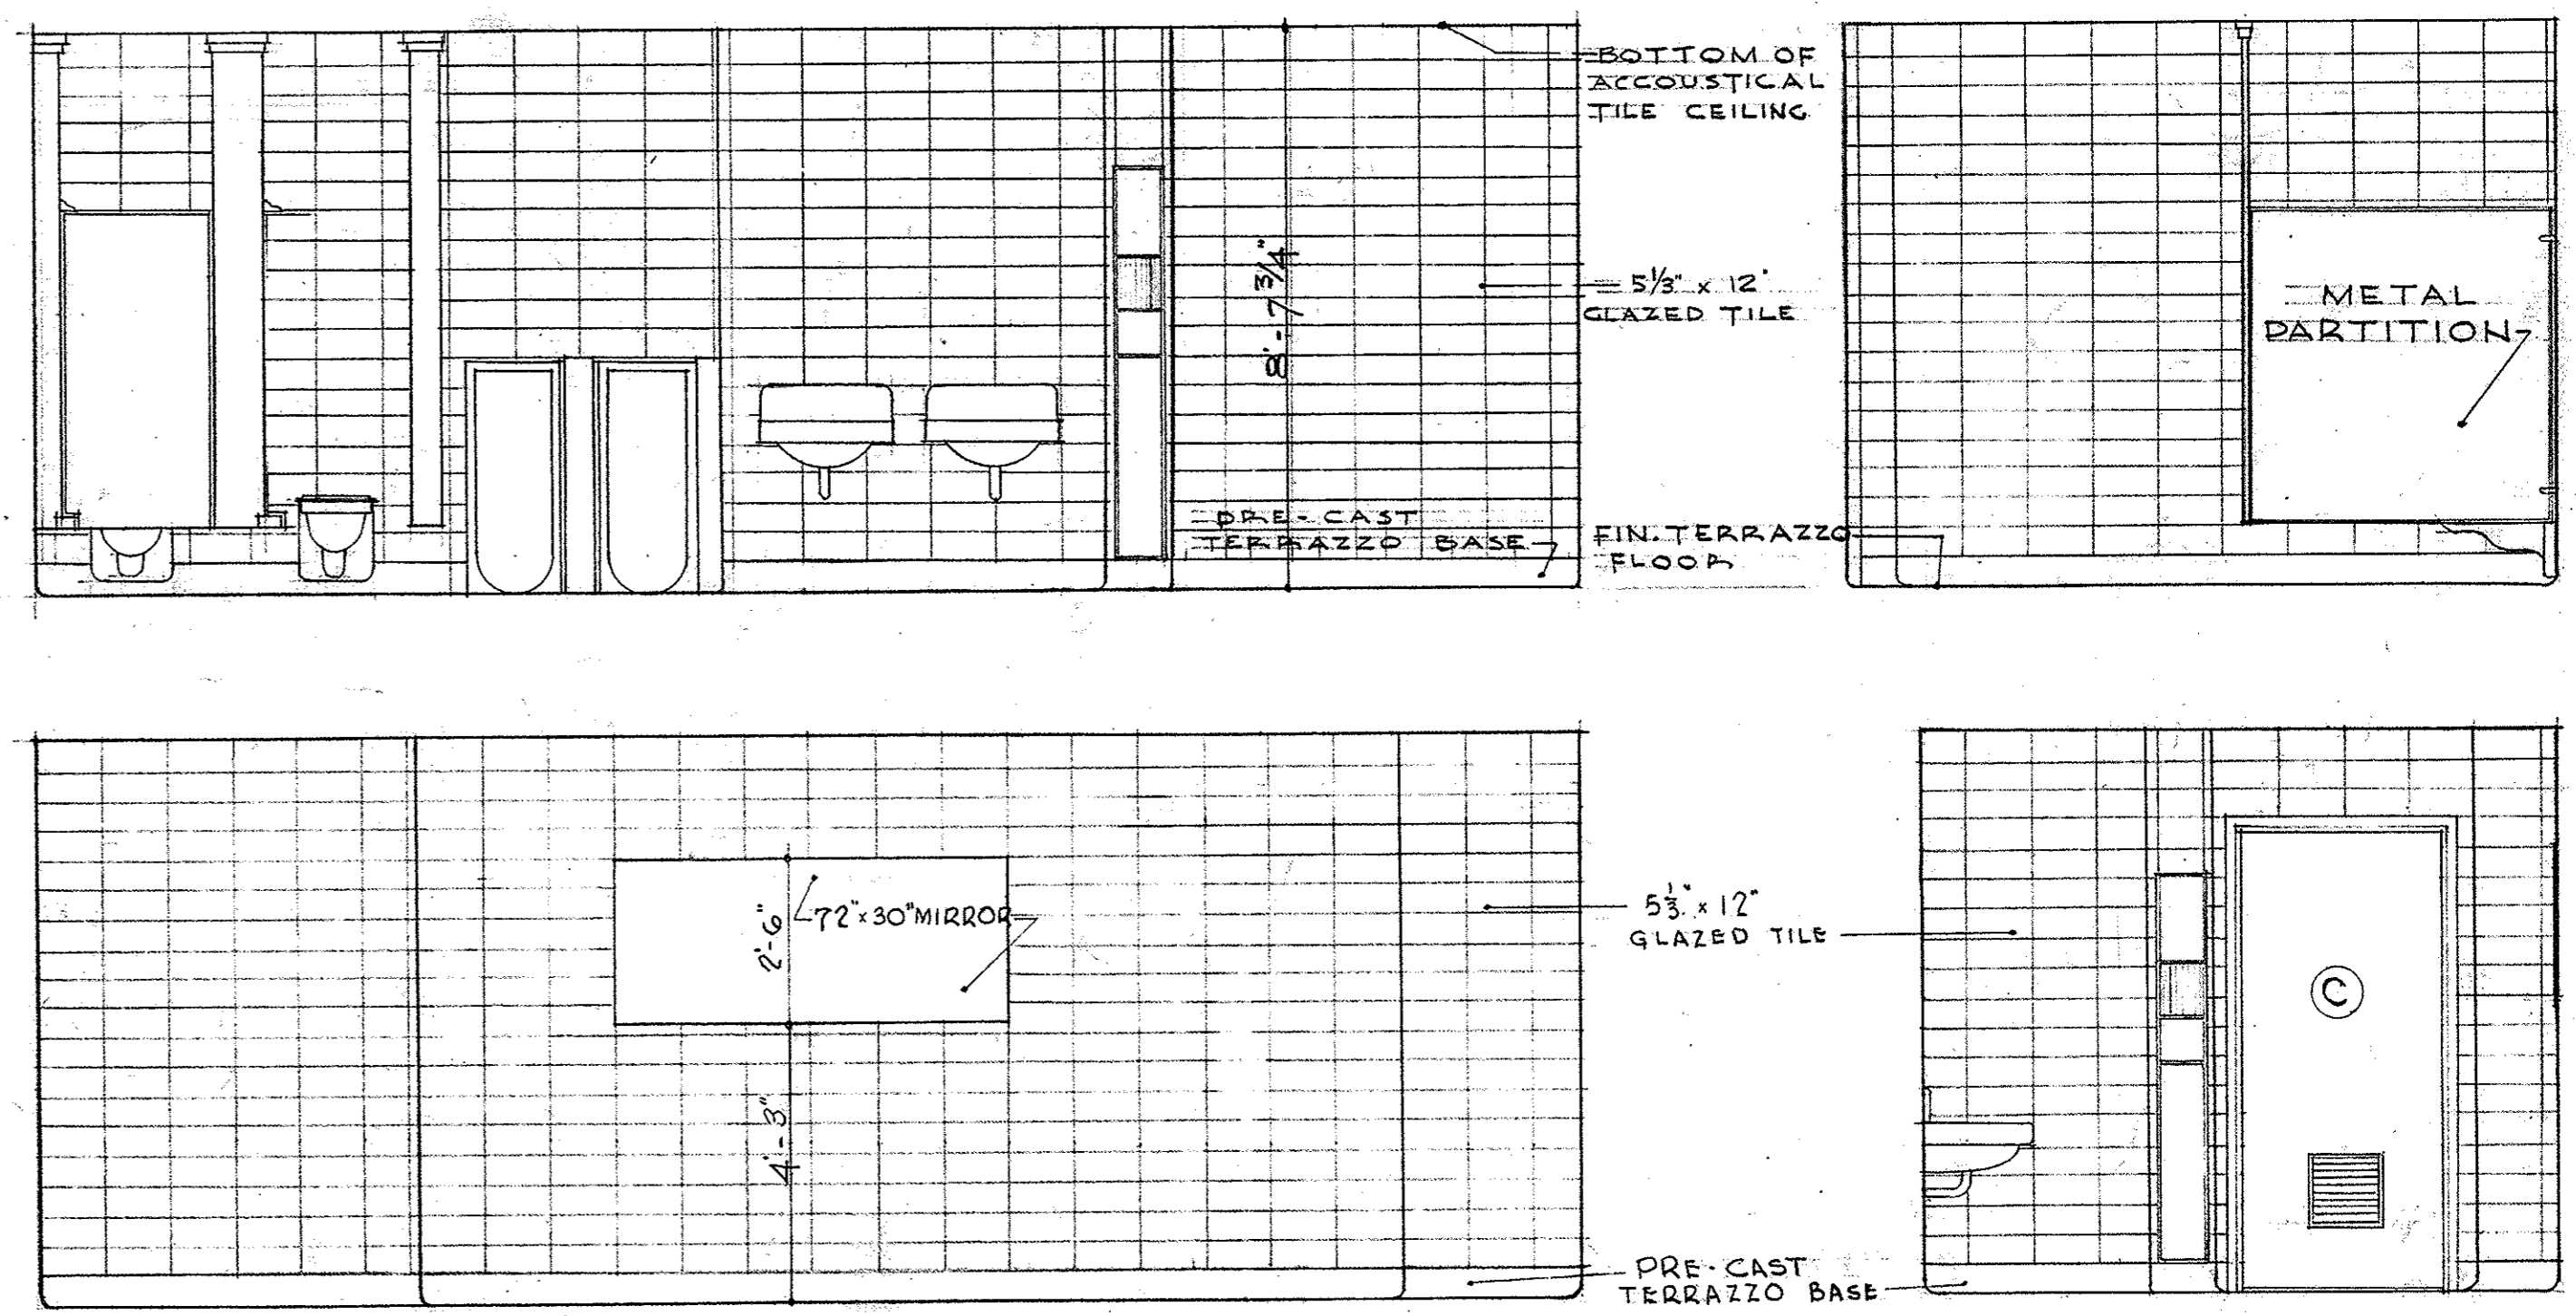 BOTTOM OF
ACCOUSTICAL
TILE CEILING
8'-7 3/4"
5 1/3" x 12"
GLAZED TILE
METAL
PARTITION
PRE-CAST
TERRAZZO BASE
FIN. TERRAZZO
FLOOR
2'-6"
72" x 30" MIRROR
4'-3"
5 1/3" x 12"
GLAZED TILE
C
PRE-CAST
TERRAZZO BASE